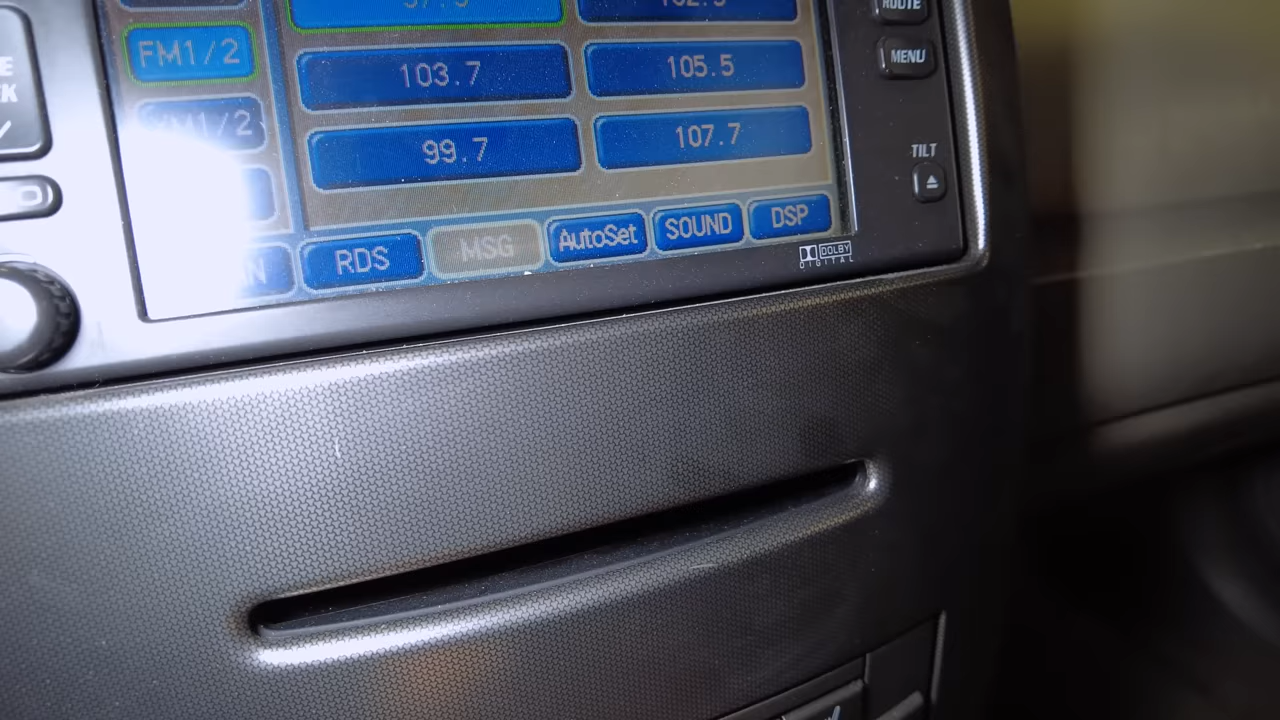 ROUTE
FM1/2
103.7
105.5
MENU
99.7
107.7
TILT
RDS
MSG
AutoSet
SOUND
DSP
DOLBY
DIGITAL